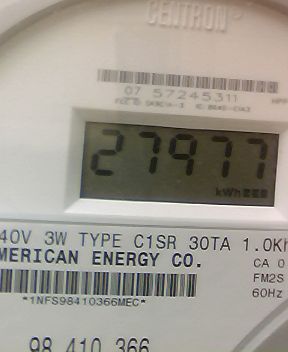 CENTRON
07 57245311
27977
kWh
40V 3W TYPE C1SR 30TA 1.0Kh
MERICAN ENERGY CO.
CA 0
FM2S
60Hz
*1NFS98410366MEC*
98 410 366